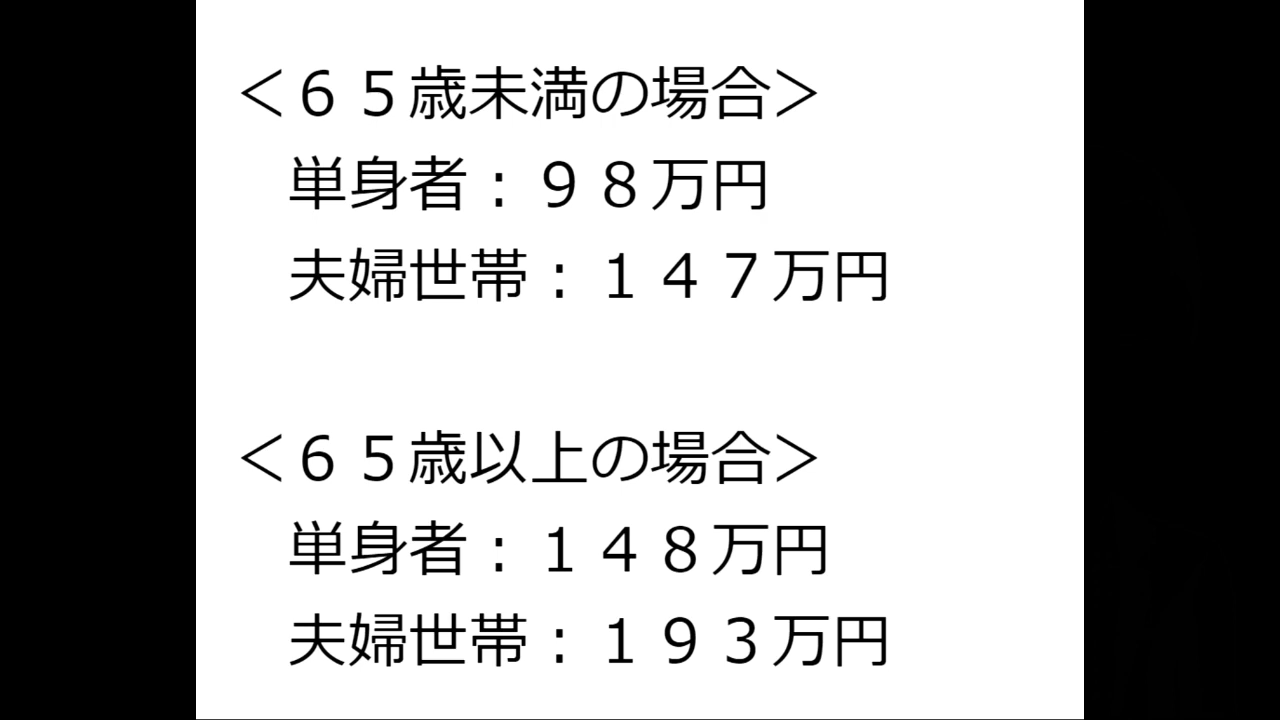 ＜６５歳未満の場合＞
単身者：９８万円
夫婦世帯：１４７万円
＜６５歳以上の場合＞
単身者：１４８万円
夫婦世帯：１９３万円